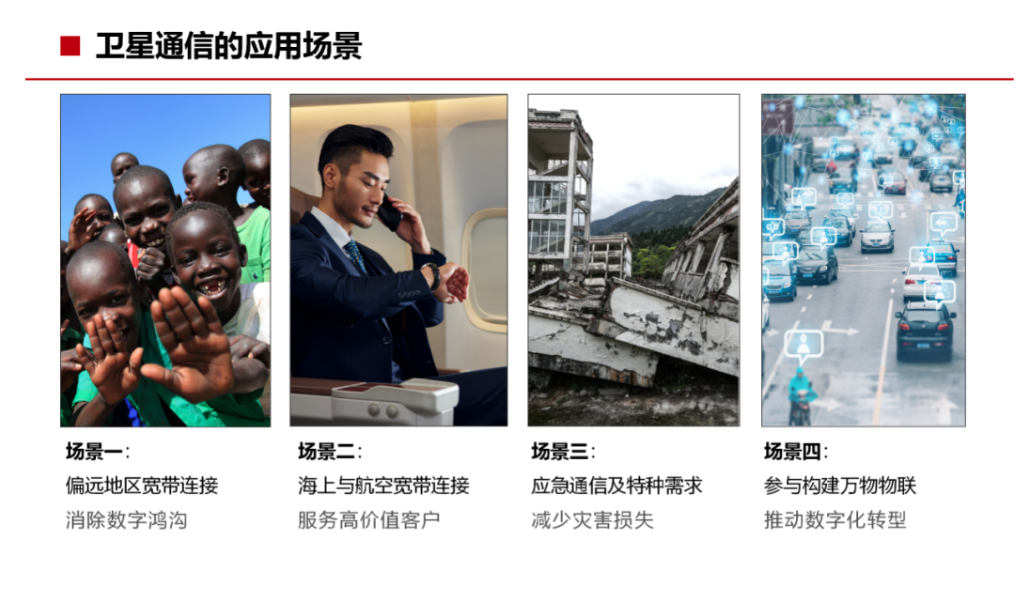 卫星通信的应用场景
场景一:
偏远地区宽带连接
消除数字鸿沟
场景二:
海上与航空宽带连接
服务高价值客户
场景三:
应急通信及特种需求
减少灾害损失
场景四:
参与构建万物物联
推动数字化转型